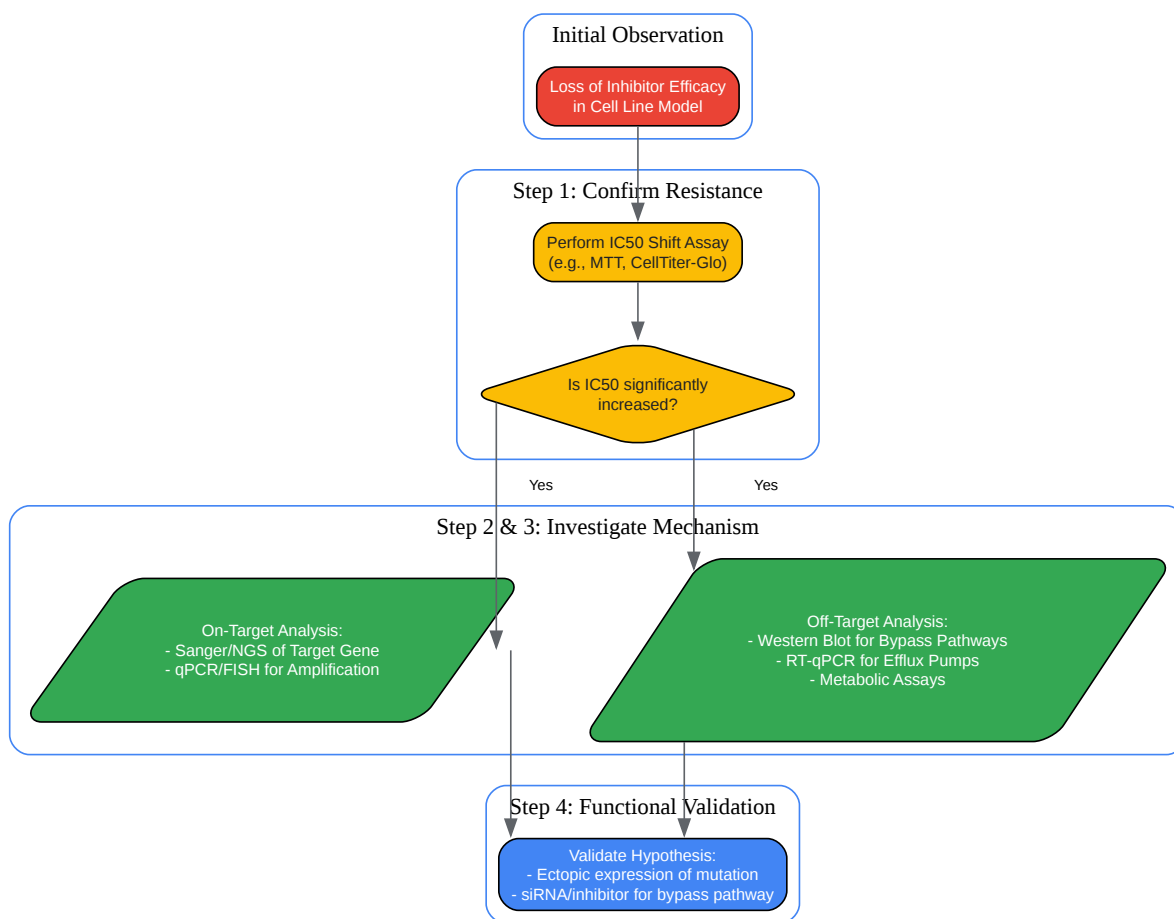 Initial Observation
Loss of Inhibitor Efficacy
in Cell Line Model
Step 1: Confirm Resistance
Perform IC50 Shift Assay
(e.g., MTT, CellTiter-Glo)
Is IC50 significantly
increased?
Yes
Yes
Step 2 & 3: Investigate Mechanism
On-Target Analysis:
- Sanger/NGS of Target Gene
- qPCR/FISH for Amplification
Off-Target Analysis:
- Western Blot for Bypass Pathways
- RT-qPCR for Efflux Pumps
- Metabolic Assays
Step 4: Functional Validation
Validate Hypothesis:
- Ectopic expression of mutation
- siRNA/inhibitor for bypass pathway